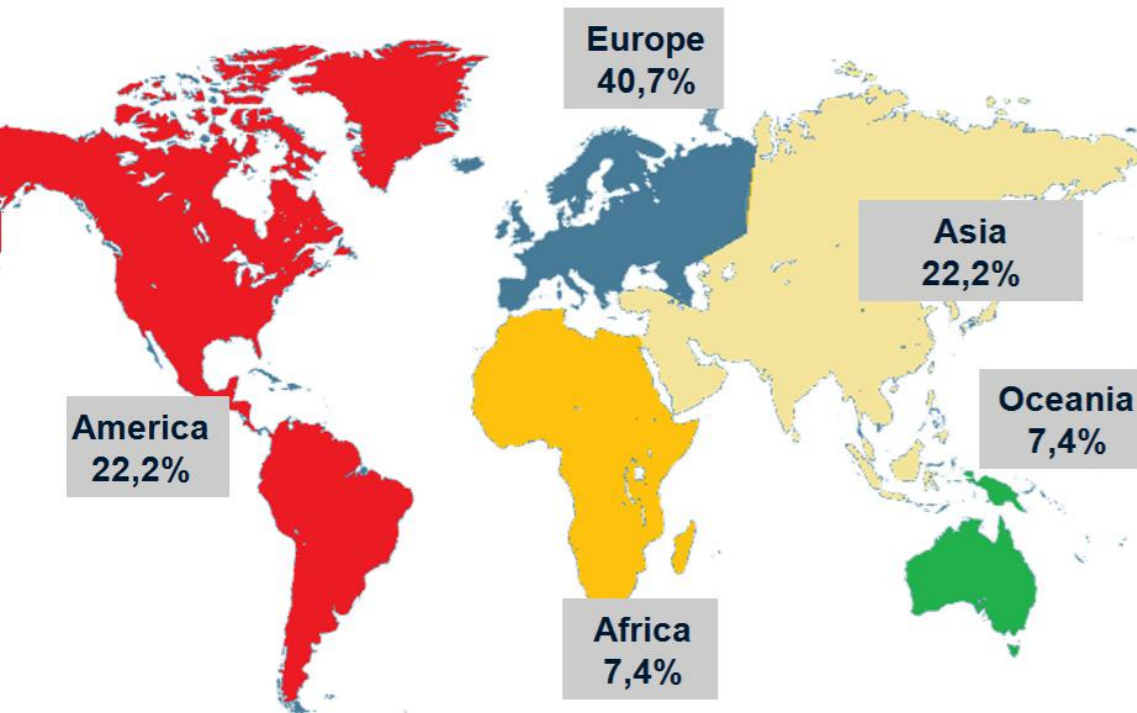 Europe
40,7%
Asia
22,2%
America
22,2%
Oceania
7,4%
Africa
7,4%